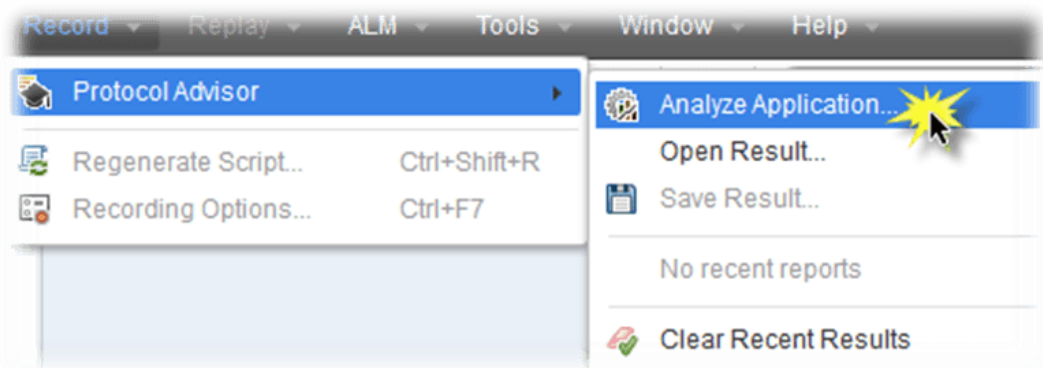 Record Replay ALM Tools Window Help
Protocol Advisor
Analyze Application...
Open Result...
Regenerate Script... Ctrl+Shift+R
Save Result...
Recording Options... Ctrl+F7
No recent reports
Clear Recent Results